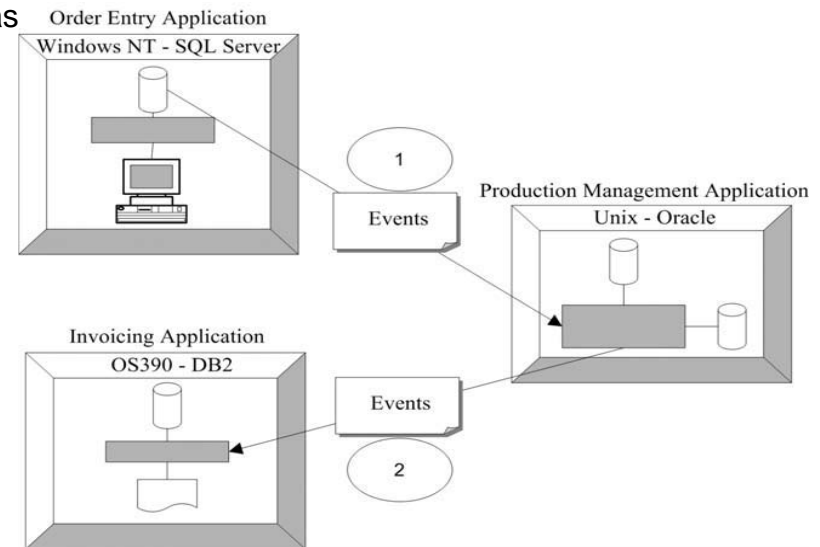 Order Entry Application
Windows NT - SQL Server
1
Events
Production Management Application
Unix - Oracle
Invoicing Application
OS390 - DB2
Events
2